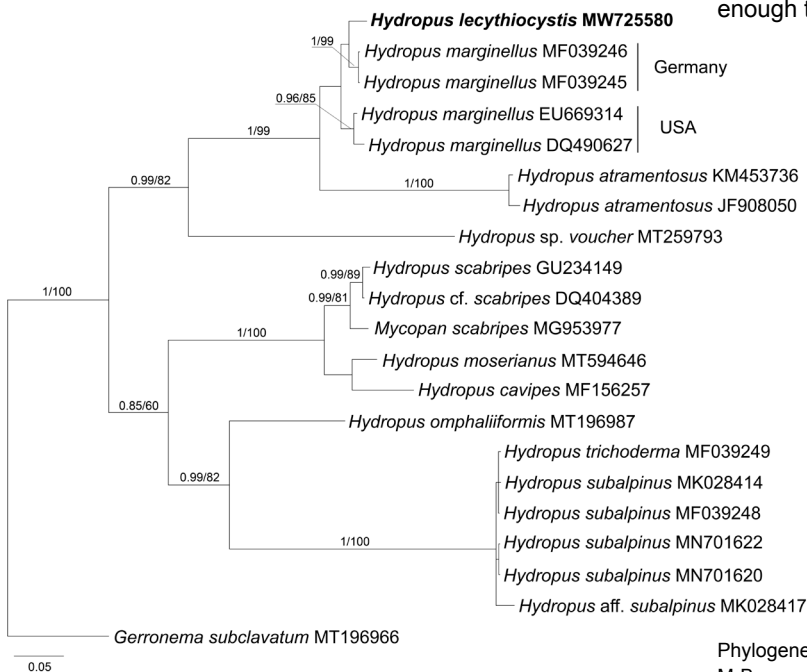 enough t
Hydropus lecythiocystis MW725580
1/99
Hydropus marginellus MF039246
Germany
Hydropus marginellus MF039245
0.96/85
Hydropus marginellus EU669314
USA
1/99
Hydropus marginellus DQ490627
Hydropus atramentosus KM453736
0.99/82
1/100
Hydropus atramentosus JF908050
Hydropus sp. voucher MT259793
0.99/89
Hydropus scabripes GU234149
1/100
0.99/81
Hydropus cf. scabripes DQ404389
1/100
Mycopan scabripes MG953977
Hydropus moserianus MT594646
Hydropus cavipes MF156257
0.85/60
Hydropus omphaliiformis MT196987
Hydropus trichoderma MF039249
0.99/82
Hydropus subalpinus MK028414
Hydropus subalpinus MF039248
1/100
Hydropus subalpinus MN701622
Hydropus subalpinus MN701620
Hydropus aff. subalpinus MK028417
Gerronema subclavatum MT196966
0.05
Phylogene